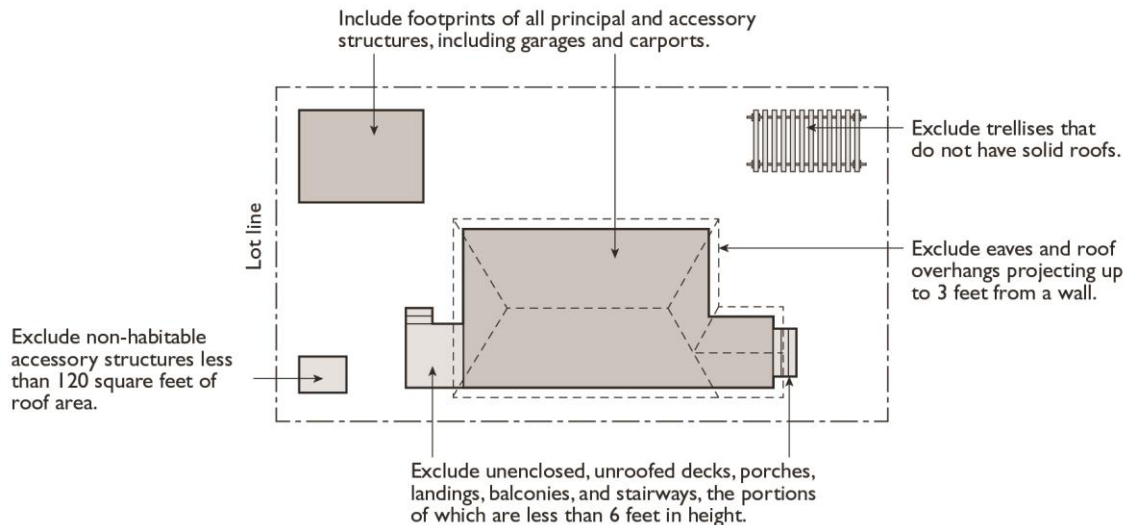 Include footprints of all principal and accessory
structures, including garages and carports.
Exclude trellises that
do not have solid roofs.
Lot line
Exclude eaves and roof
overhangs projecting up
to 3 feet from a wall.
Exclude non-habitable
accessory structures less
than 120 square feet of
roof area.
Exclude unenclosed, unroofed decks, porches,
landings, balconies, and stairways, the portions
of which are less than 6 feet in height.